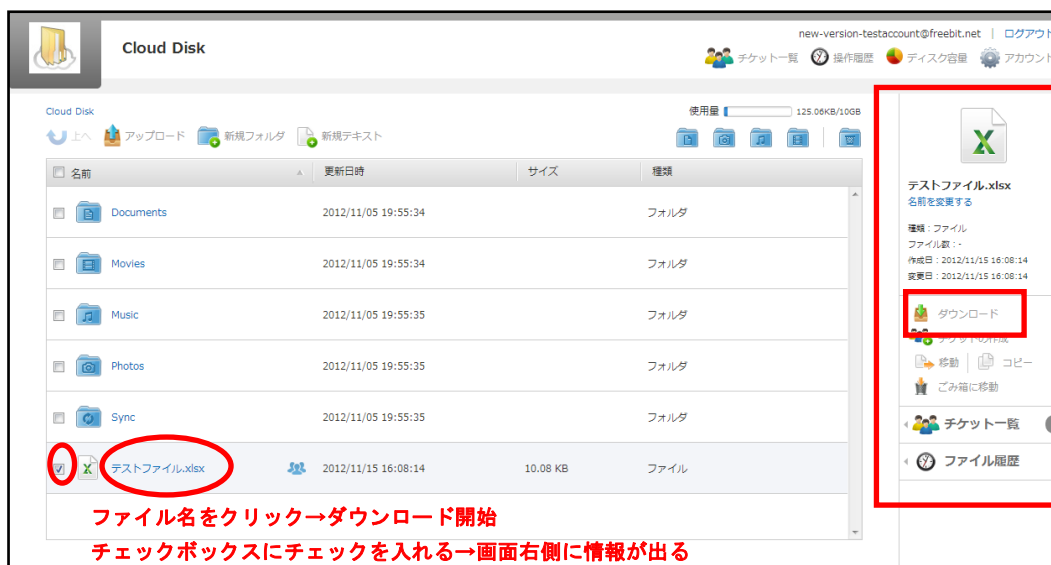 new-version-testaccount@freebit.net | ログアウト
Cloud Disk
チケット一覧 操作履歴 ディスク容量 アカウント
Cloud Disk
使用量 125.06KB/10GB
上へ アップロード 新規フォルダ 新規テキスト
名前 更新日時 サイズ 種類
Documents 2012/11/05 19:55:34 フォルダ
Movies 2012/11/05 19:55:34 フォルダ
Music 2012/11/05 19:55:35 フォルダ
Photos 2012/11/05 19:55:35 フォルダ
Sync 2012/11/05 19:55:35 フォルダ
テストファイル.xlsx 2012/11/15 16:08:14 10.08 KB ファイル
ファイル名をクリック→ダウンロード開始
チェックボックスにチェックを入れる→画面右側に情報が出る
テストファイル.xlsx
名前を変更する
種類：ファイル
ファイル数：-
作成日：2012/11/15 16:08:14
変更日：2012/11/15 16:08:14
ダウンロード
チケットの作成
移動 コピー
ごみ箱に移動
チケット一覧
ファイル履歴